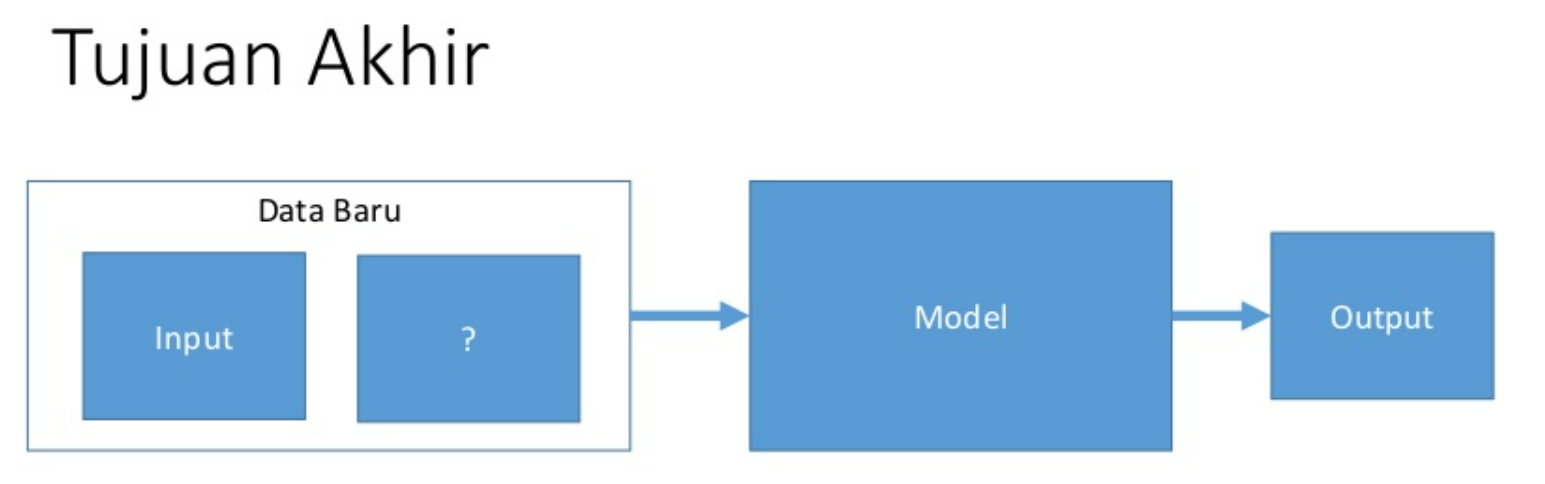 Tujuan Akhir
Data Baru
Input
?
Model
Output